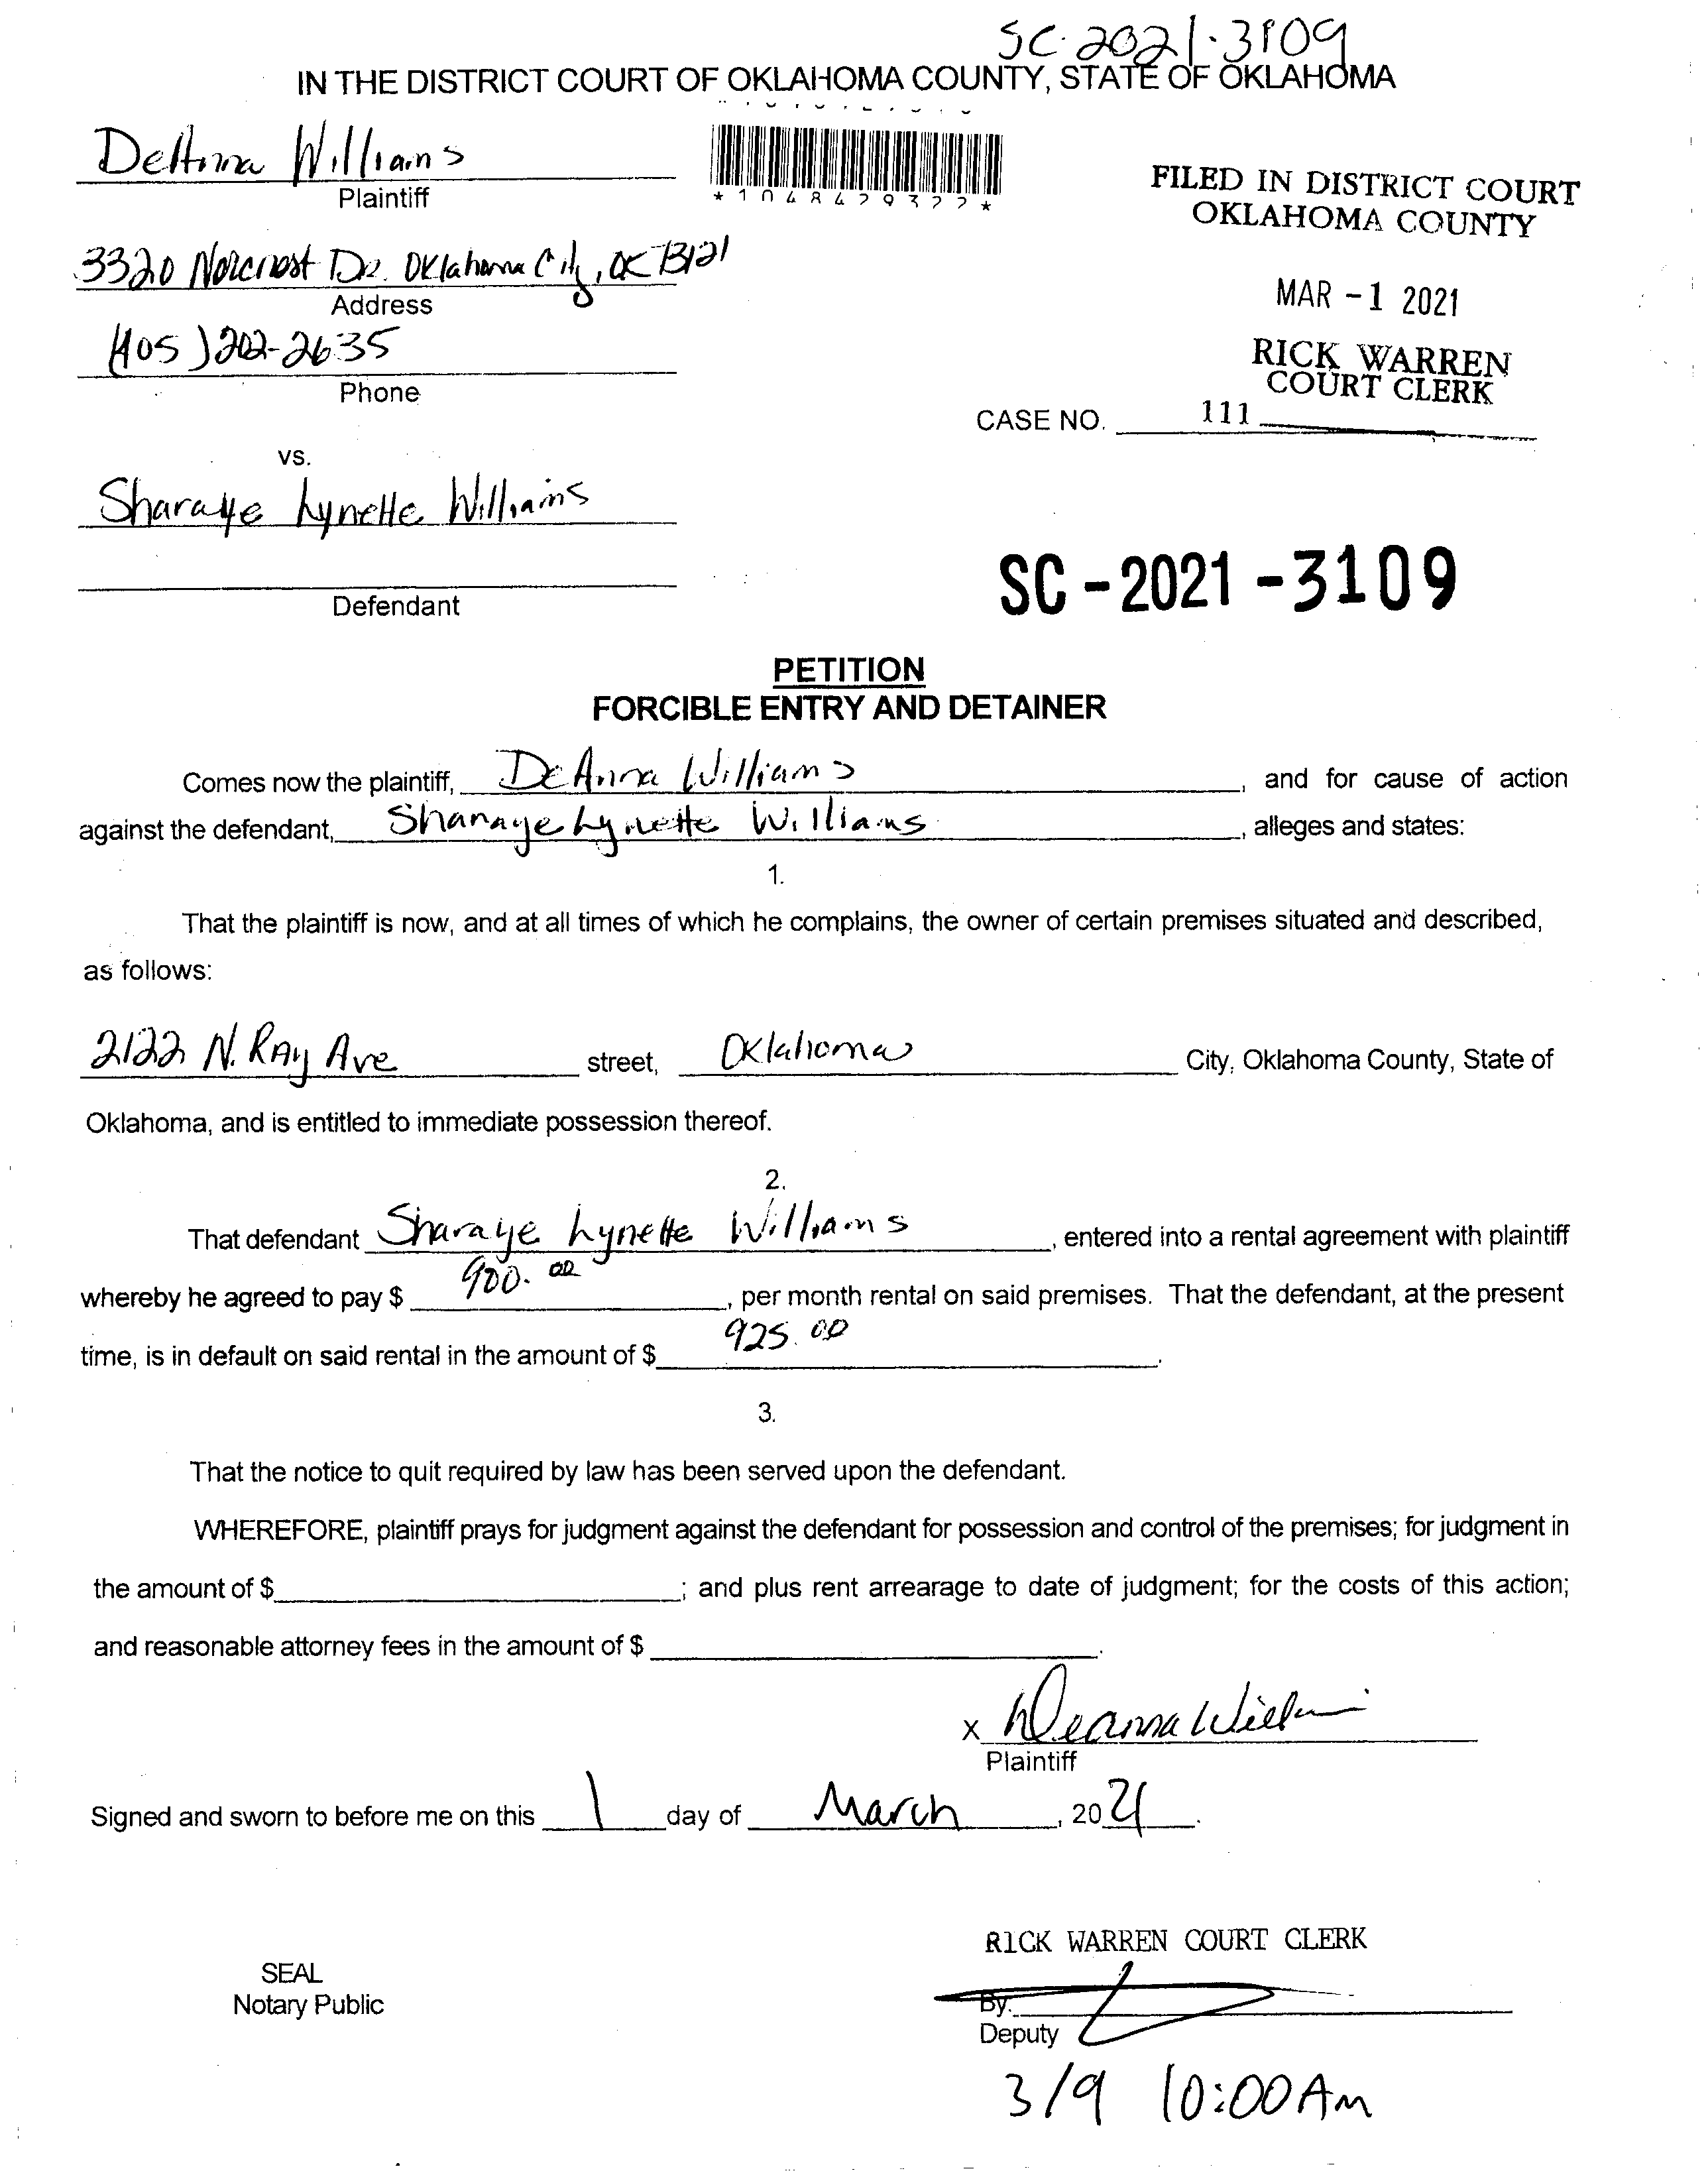 SC-2021-3109
IN THE DISTRICT COURT OF OKLAHOMA COUNTY, STATE OF OKLAHOMA
DeAnna Williams
Plaintiff
*1048429322*
FILED IN DISTRICT COURT
OKLAHOMA COUNTY
3320 Norcrest Dr. Oklahoma City, OK 73121
Address
MAR -1 2021
(405) 202-2635
Phone
RICK WARREN
COURT CLERK
CASE NO. 111
vs.
Sharaye Lynette Williams
Defendant
SC-2021-3109
PETITION
FORCIBLE ENTRY AND DETAINER
Comes now the plaintiff, DeAnna Williams, and for cause of action
against the defendant, Sharaye Lynette Williams, alleges and states:
1.
That the plaintiff is now, and at all times of which he complains, the owner of certain premises situated and described,
as follows:
2122 N. Ray Ave street, Oklahoma City, Oklahoma County, State of
Oklahoma, and is entitled to immediate possession thereof.
2.
That defendant Sharaye Lynette Williams, entered into a rental agreement with plaintiff
whereby he agreed to pay $ 900.00, per month rental on said premises. That the defendant, at the present
time, is in default on said rental in the amount of $ 925.00.
3.
That the notice to quit required by law has been served upon the defendant.
WHEREFORE, plaintiff prays for judgment against the defendant for possession and control of the premises; for judgment in
the amount of $ ; and plus rent arrearage to date of judgment; for the costs of this action;
and reasonable attorney fees in the amount of $ .
x Deanna Williams
Plaintiff
Signed and sworn to before me on this 1 day of March, 2021.
RICK WARREN COURT CLERK
SEAL
Notary Public
By:
Deputy
3/9 10:00 Am